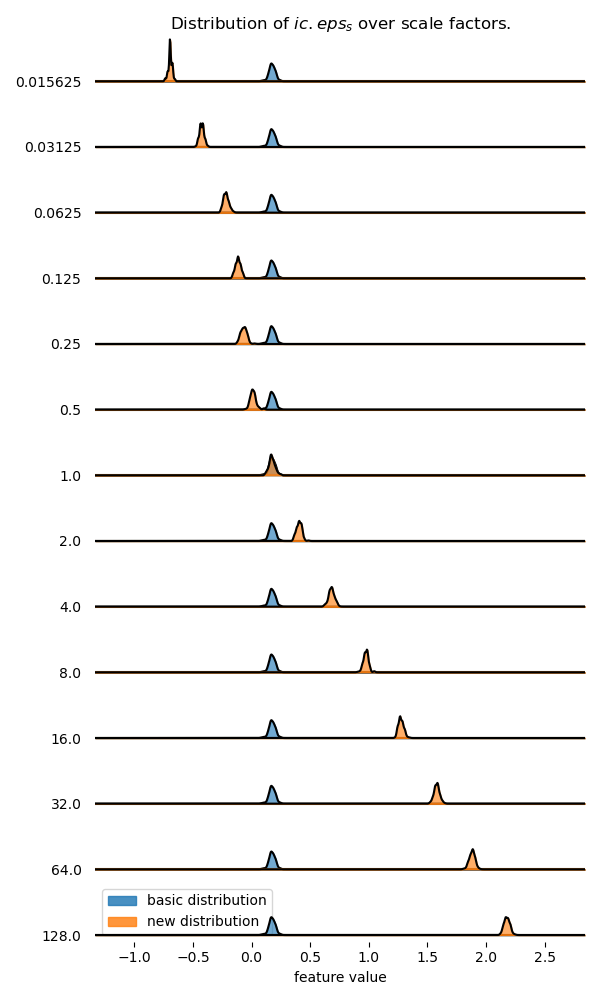 Distribution of ic.eps_s over scale factors.
0.015625
0.03125
0.0625
0.125
0.25
0.5
1.0
2.0
4.0
8.0
16.0
32.0
64.0
basic distribution
new distribution
128.0
−1.0 −0.5 0.0 0.5 1.0 1.5 2.0 2.5
feature value